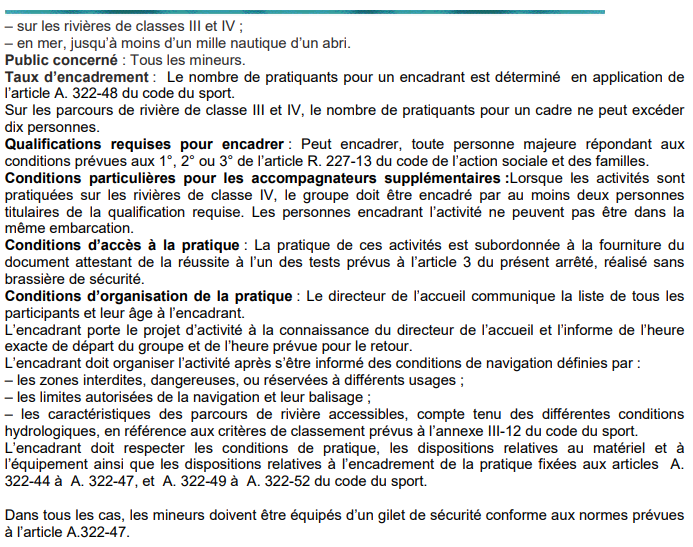 – sur les rivières de classes III et IV ;
– en mer, jusqu’à moins d’un mille nautique d’un abri.
Public concerné : Tous les mineurs.
Taux d’encadrement : Le nombre de pratiquants pour un encadrant est déterminé en application de
l’article A. 322-48 du code du sport.
Sur les parcours de rivière de classe III et IV, le nombre de pratiquants pour un cadre ne peut excéder
dix personnes.
Qualifications requises pour encadrer : Peut encadrer, toute personne majeure répondant aux
conditions prévues aux 1°, 2° ou 3° de l’article R. 227-13 du code de l’action sociale et des familles.
Conditions particulières pour les accompagnateurs supplémentaires :Lorsque les activités sont
pratiquées sur les rivières de classe IV, le groupe doit être encadré par au moins deux personnes
titulaires de la qualification requise. Les personnes encadrant l’activité ne peuvent pas être dans la
même embarcation.
Conditions d’accès à la pratique : La pratique de ces activités est subordonnée à la fourniture du
document attestant de la réussite à l’un des tests prévus à l’article 3 du présent arrêté, réalisé sans
brassière de sécurité.
Conditions d’organisation de la pratique : Le directeur de l’accueil communique la liste de tous les
participants et leur âge à l’encadrant.
L’encadrant porte le projet d’activité à la connaissance du directeur de l’accueil et l’informe de l’heure
exacte de départ du groupe et de l’heure prévue pour le retour.
L’encadrant doit organiser l’activité après s’être informé des conditions de navigation définies par :
– les zones interdites, dangereuses, ou réservées à différents usages ;
– les limites autorisées de la navigation et leur balisage ;
– les caractéristiques des parcours de rivière accessibles, compte tenu des différentes conditions
hydrologiques, en référence aux critères de classement prévus à l’annexe III-12 du code du sport.
L’encadrant doit respecter les conditions de pratique, les dispositions relatives au matériel et à
l’équipement ainsi que les dispositions relatives à l’encadrement de la pratique fixées aux articles A.
322-44 à A. 322-47, et A. 322-49 à A. 322-52 du code du sport.
Dans tous les cas, les mineurs doivent être équipés d’un gilet de sécurité conforme aux normes prévues
à l’article A.322-47.